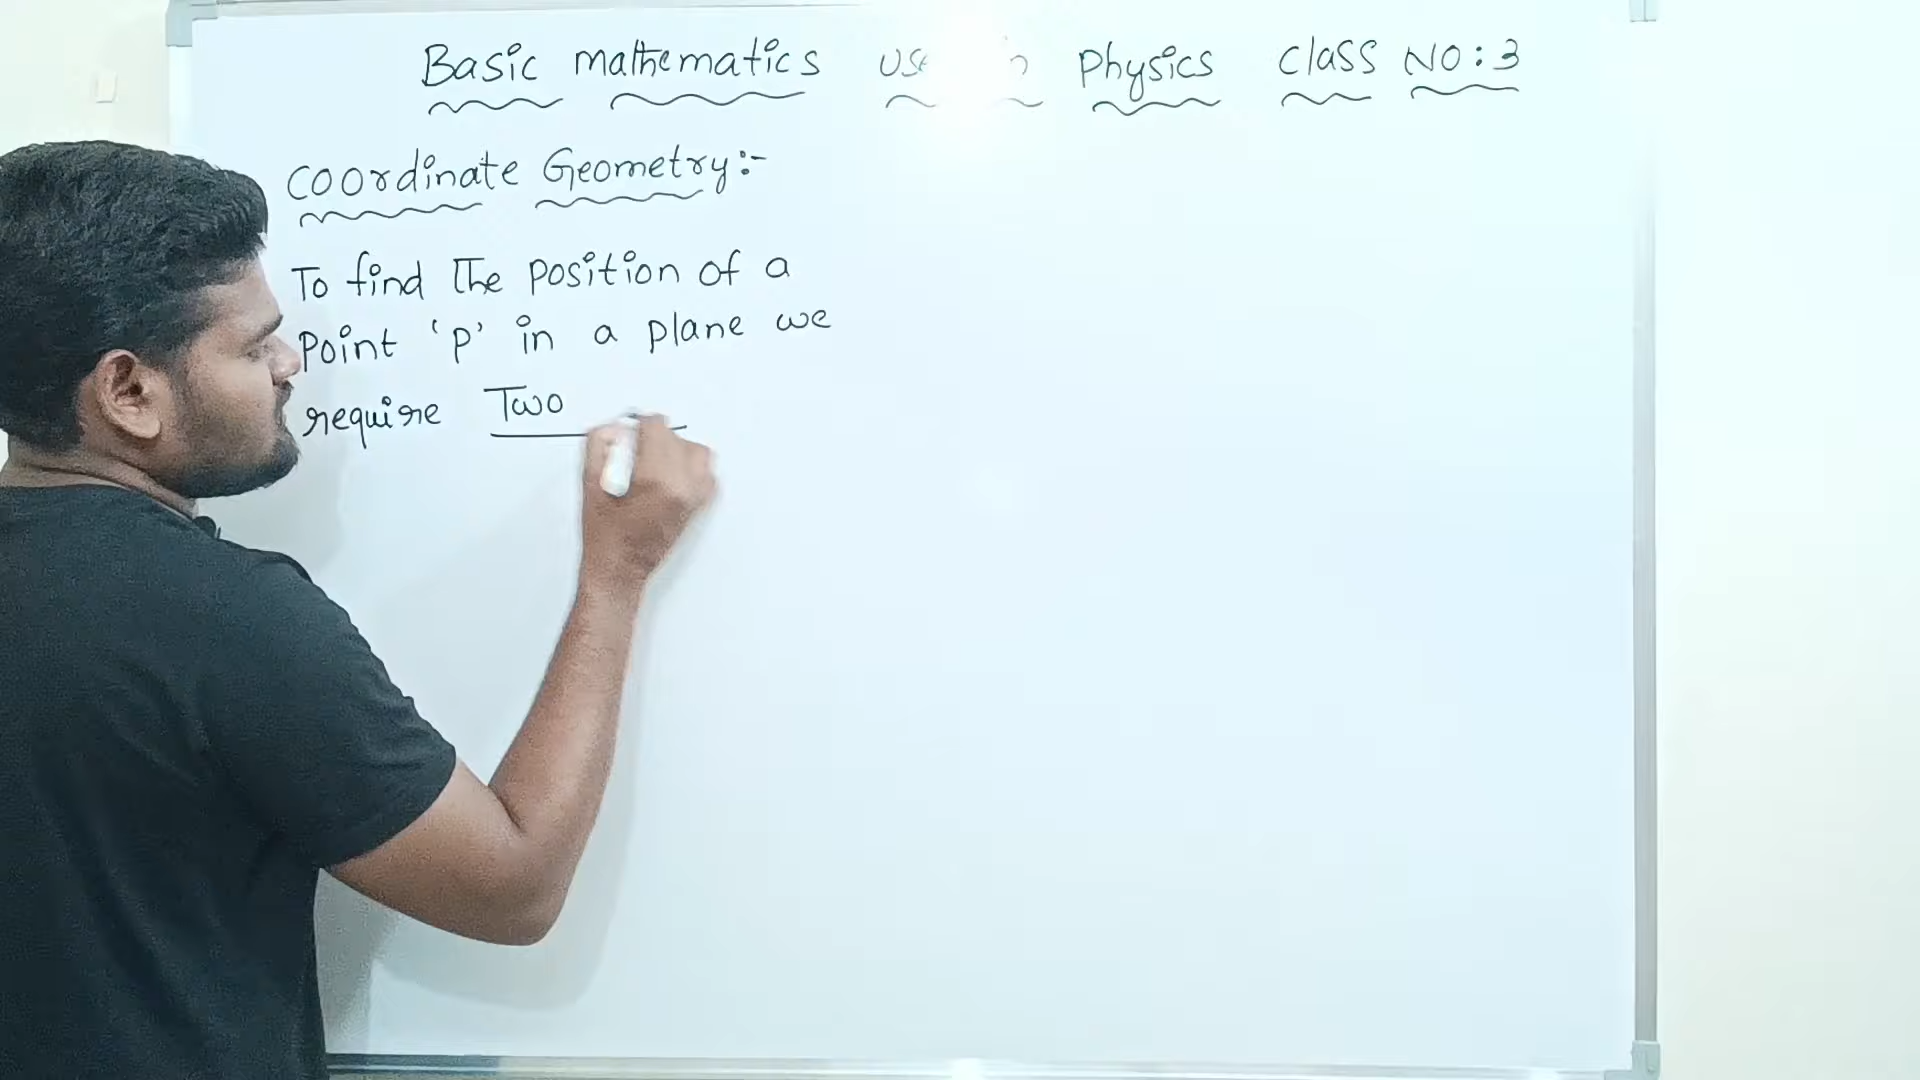 Basic mathematics Physics Class NO:3
Coordinate Geometry:-
To find The position of a
Point 'p' in a plane we
require Two